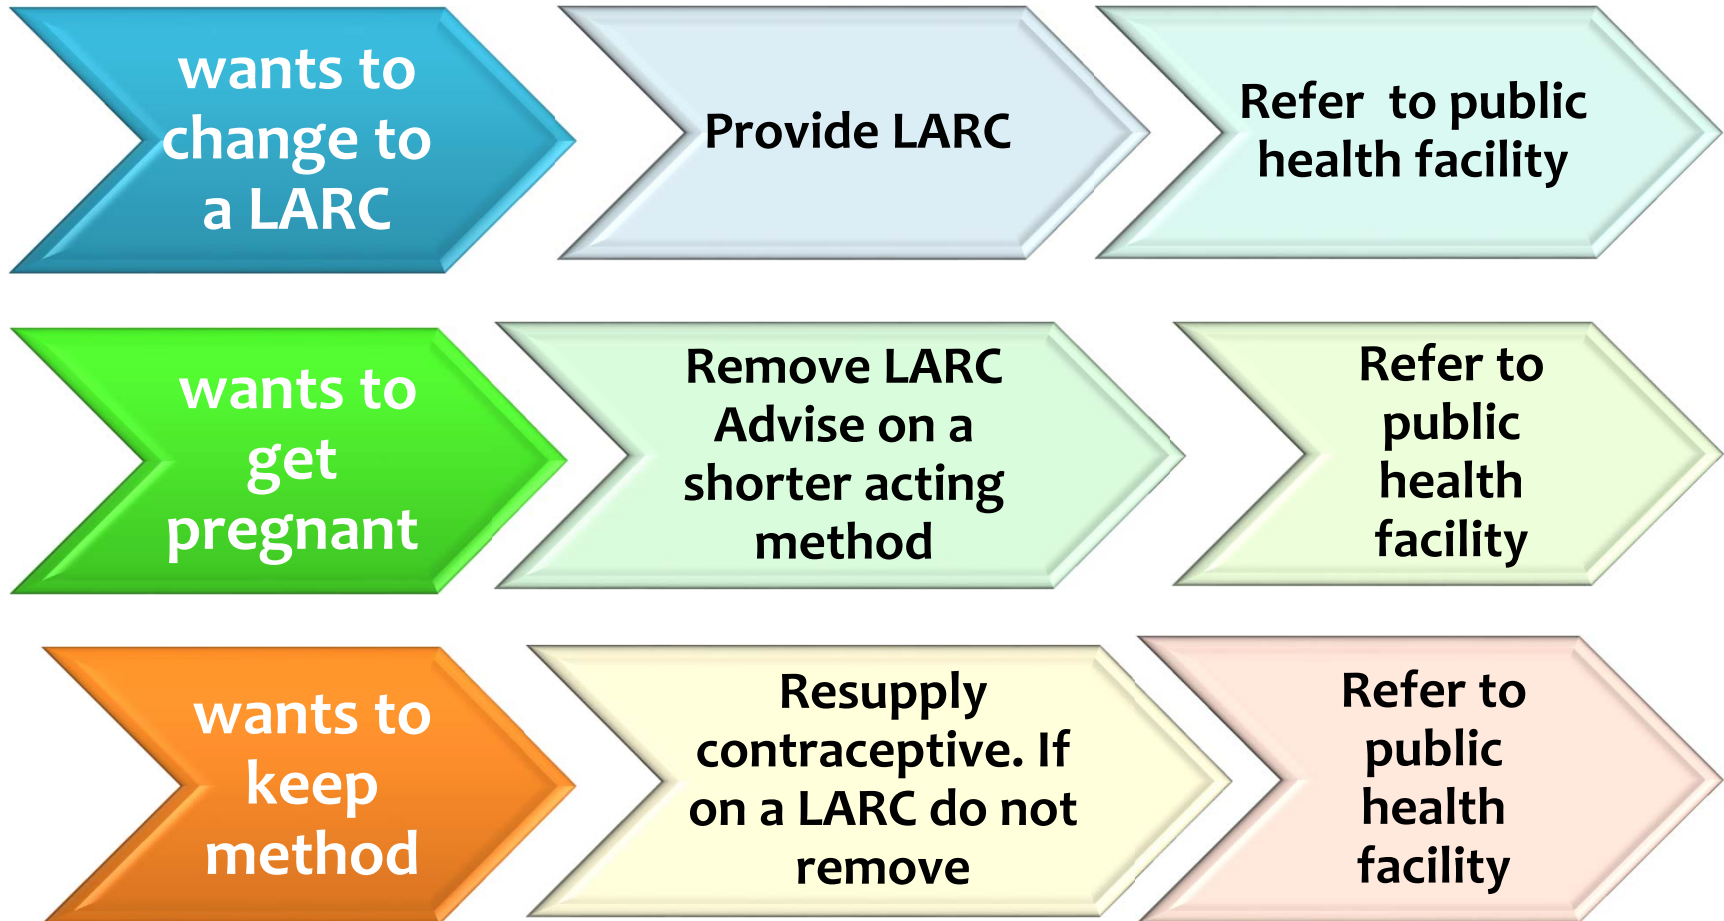 wants to
change to
a LARC
Provide LARC
Refer to public
health facility
wants to
get
pregnant
Remove LARC
Advise on a
shorter acting
method
Refer to
public
health
facility
wants to
keep
method
Resupply
contraceptive. If
on a LARC do not
remove
Refer to
public
health
facility